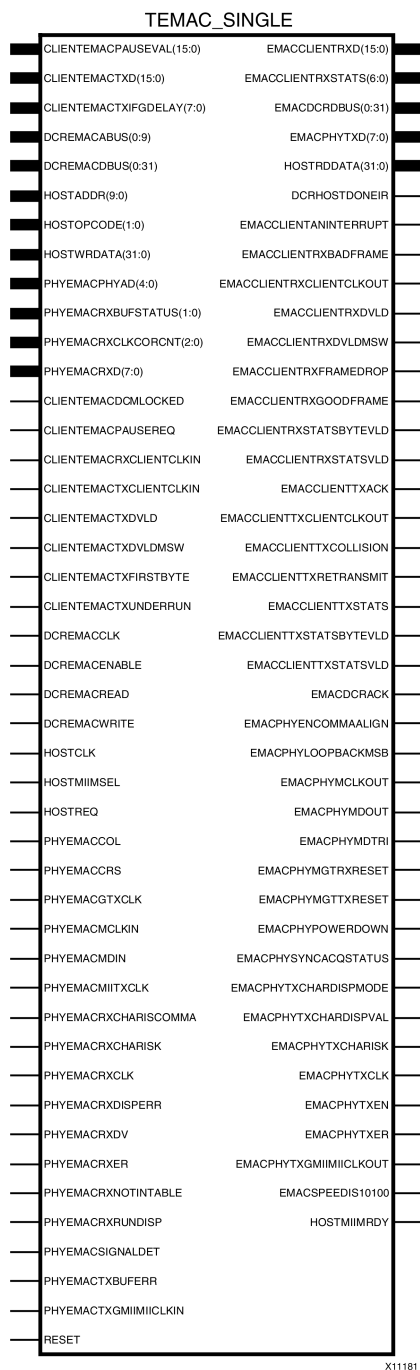 TEMAC_SINGLE
CLIENTEMACPAUSEVAL(15:0) EMACCLIENTRXD(15:0)
CLIENTEMACTXD(15:0) EMACCLIENTRXSTATS(6:0)
CLIENTEMACTXIFGDELAY(7:0) EMACDCRDBUS(0:31)
DCREMACABUS(0:9) EMACPHYTXD(7:0)
DCREMACDBUS(0:31) HOSTRDDATA(31:0)
HOSTADDR(9:0) DCRHOSTDONEIR
HOSTOPCODE(1:0) EMACCLIENTANINTERRUPT
HOSTWRDATA(31:0) EMACCLIENTRXBADFRAME
PHYEMACPHYAD(4:0) EMACCLIENTRXCLIENTCLKOUT
PHYEMACRXBUFSTATUS(1:0) EMACCLIENTRXDVLD
PHYEMACRXCLKCORCNT(2:0) EMACCLIENTRXDVLDMSW
PHYEMACRXD(7:0) EMACCLIENTRXFRAMEDROP
CLIENTEMACDCMLOCKED EMACCLIENTRXGOODFRAME
CLIENTEMACPAUSEREQ EMACCLIENTRXSTATSBYTEVLD
CLIENTEMACRXCLIENTCLKIN EMACCLIENTRXSTATSVLD
CLIENTEMACTXCLIENTCLKIN EMACCLIENTTXACK
CLIENTEMACTXDVLD EMACCLIENTTXCLIENTCLKOUT
CLIENTEMACTXDVLDMSW EMACCLIENTTXCOLLISION
CLIENTEMACTXFIRSTBYTE EMACCLIENTTXRETRANSMIT
CLIENTEMACTXUNDERRUN EMACCLIENTTXSTATS
DCREMACCLK EMACCLIENTTXSTATSBYTEVLD
DCREMACENABLE EMACCLIENTTXSTATSVLD
DCREMACREAD EMACDCRACK
DCREMACWRITE EMACPHYENCOMMAALIGN
HOSTCLK EMACPHYLOOPBACKMSB
HOSTMIIMSEL EMACPHYMCLKOUT
HOSTREQ EMACPHYMDOUT
PHYEMACCOL EMACPHYMDTRI
PHYEMACCRS EMACPHYMGTRXRESET
PHYEMACGTXCLK EMACPHYMGTTXRESET
PHYEMACMCLKIN EMACPHYPOWERDOWN
PHYEMACMDIN EMACPHYSYNCACQSTATUS
PHYEMACMIITXCLK EMACPHYTXCHARDISPMODE
PHYEMACRXCHARISCOMMA EMACPHYTXCHARDISPVAL
PHYEMACRXCHARISK EMACPHYTXCHARISK
PHYEMACRXCLK EMACPHYTXCLK
PHYEMACRXDISPERR EMACPHYTXEN
PHYEMACRXDV EMACPHYTXER
PHYEMACRXER EMACPHYTXGMIIMIICLKOUT
PHYEMACRXNOTINTABLE EMACSPEEDIS10100
PHYEMACRXRUNDISP HOSTMIIMRDY
PHYEMACSIGNALDET
PHYEMACTXBUFERR
PHYEMACTXGMIIMIICLKIN
RESET
X11181